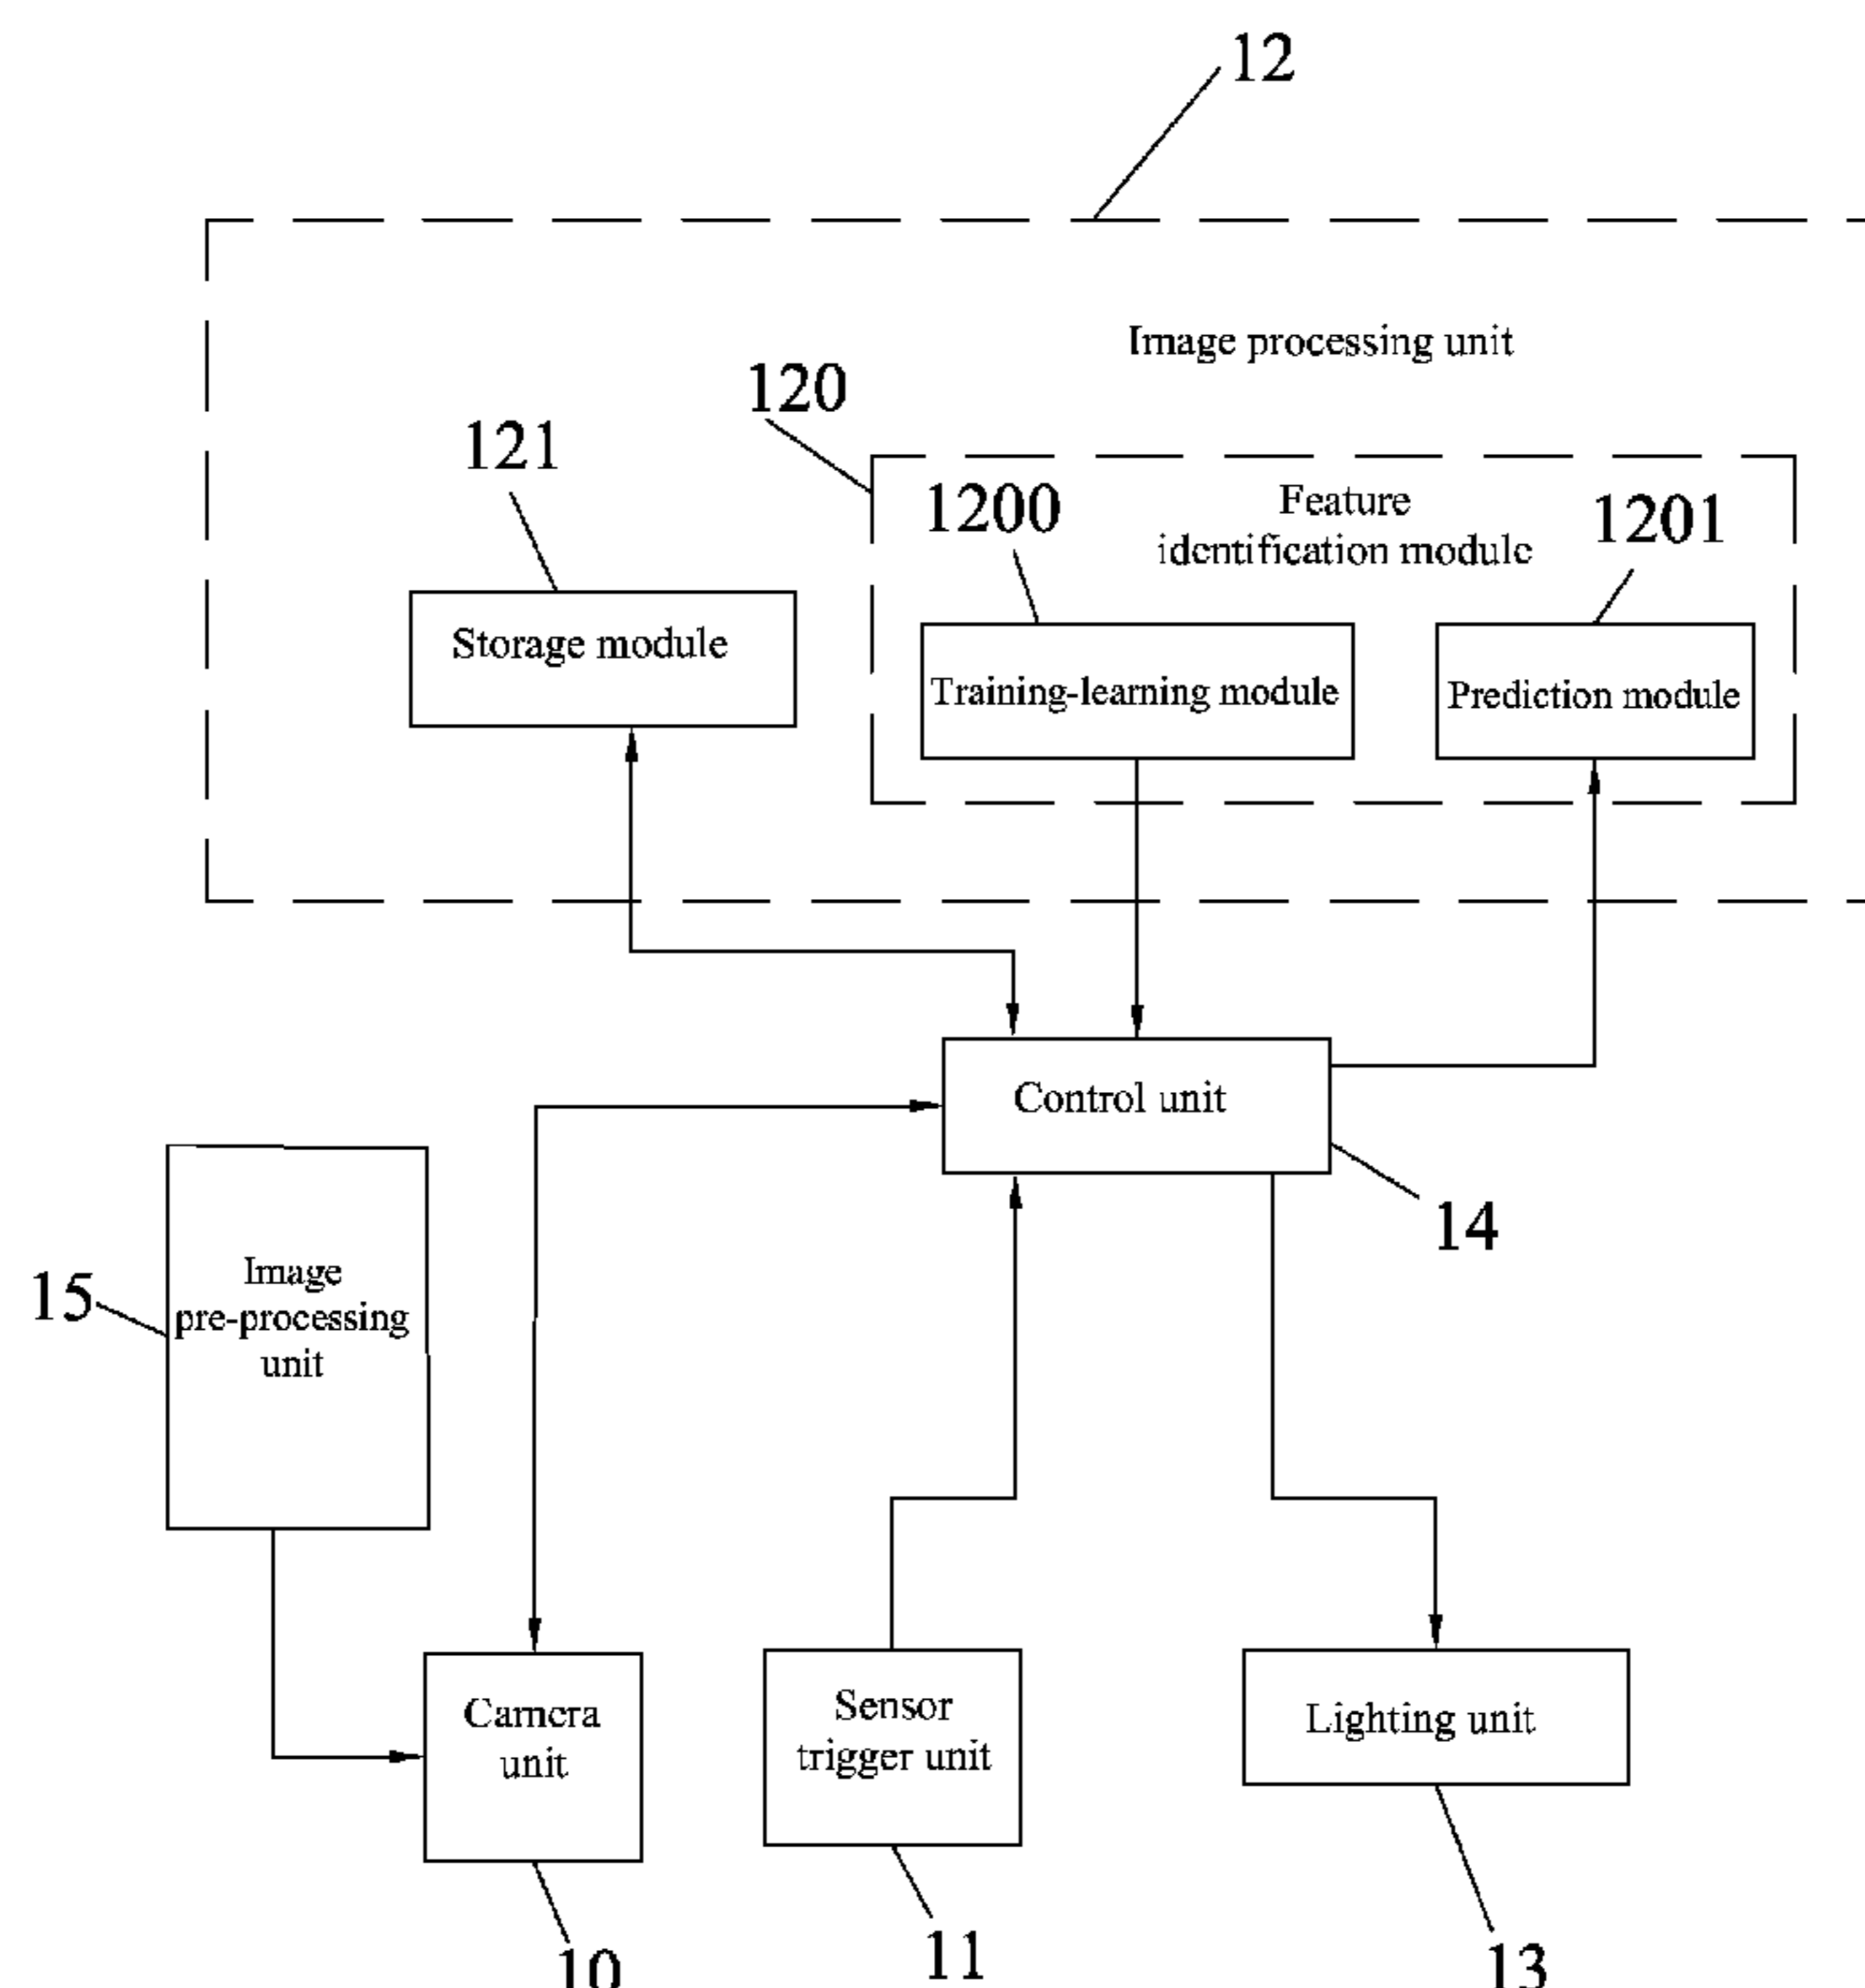 12
Image processing unit
120
121
1200
Feature
identification module
1201
Storage module
Training-learning module
Prediction module
Control unit
14
15
Image
pre-processing
unit
Camera
unit
Sensor
trigger unit
Lighting unit
10
11
13